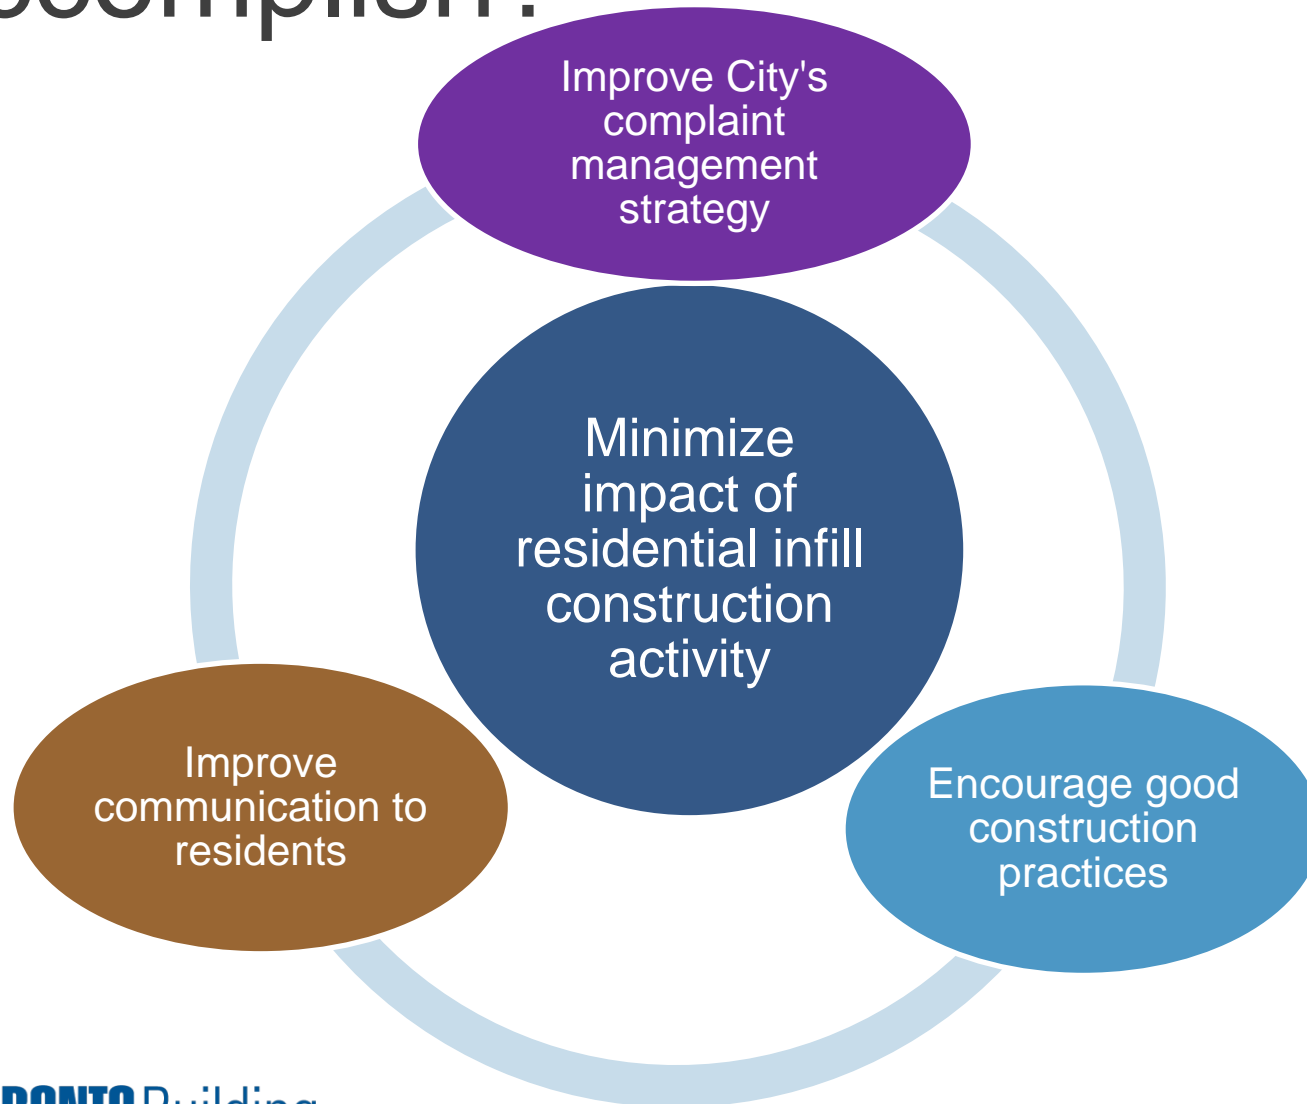 Improve City's
complaint
management
strategy
Minimize
impact of
residential infill
construction
activity
Improve
communication to
residents
Encourage good
construction
practices